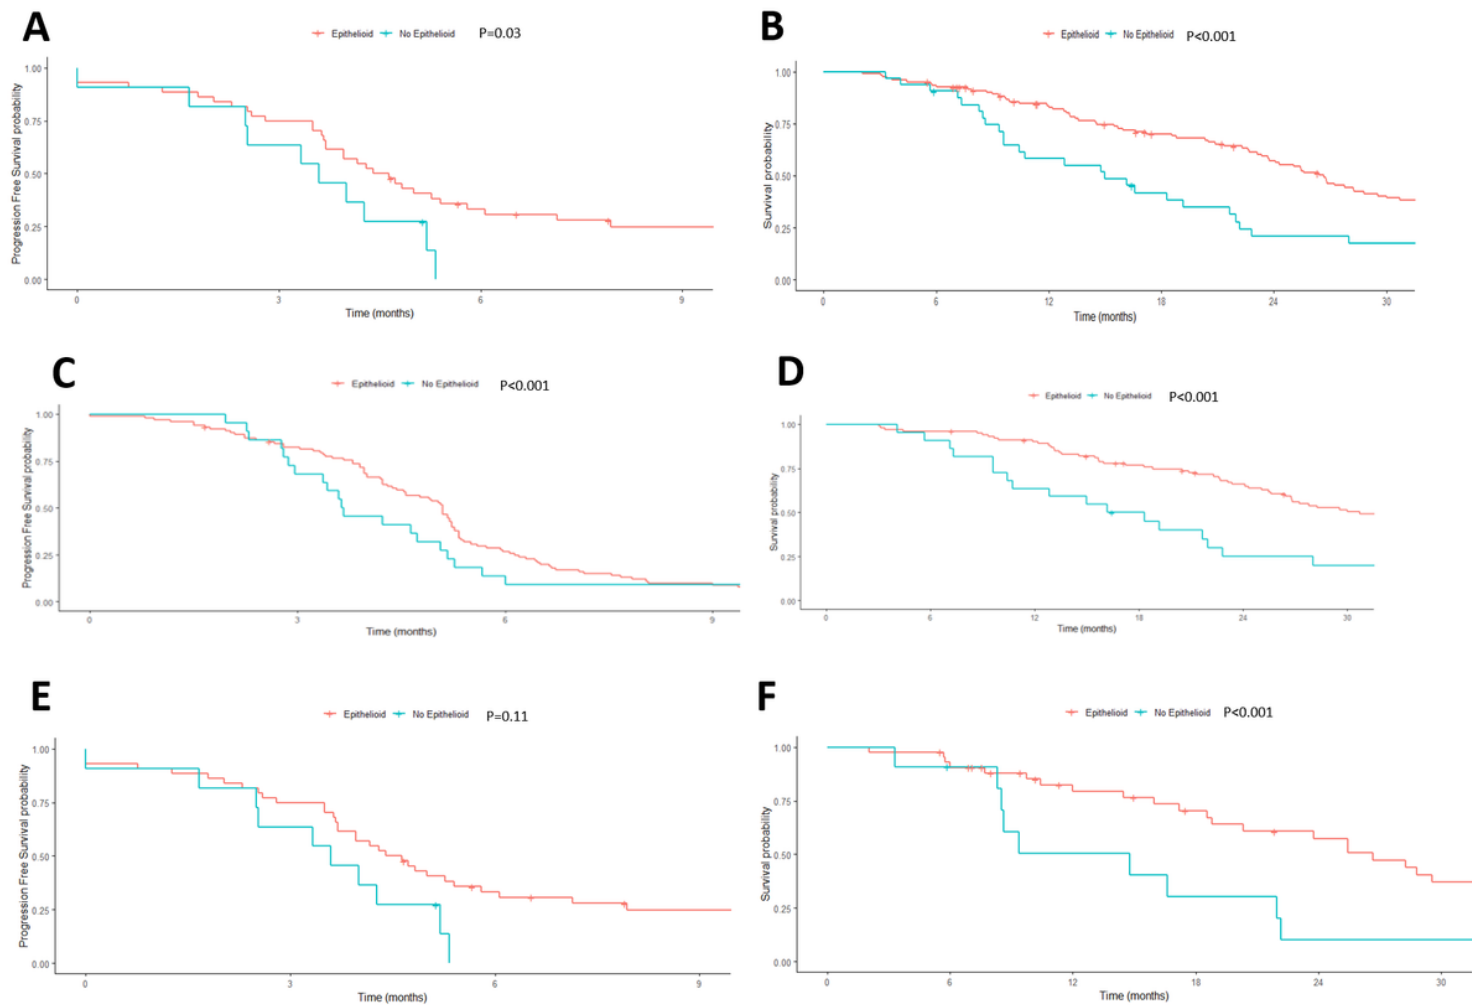 A
Epithelioid No Epithelioid P=0.03
Progression Free Survival probability
1.00
0.75
0.50
0.25
0.00
0 3 6 9
Time (months)
B
Epithelioid No Epithelioid P<0.001
Survival probability
1.00
0.75
0.50
0.25
0.00
0 6 12 18 24 30
Time (months)
C
Epithelioid No Epithelioid P<0.001
Progression Free Survival probability
1.00
0.75
0.50
0.25
0.00
0 3 6 9
Time (months)
D
Epithelioid No Epithelioid P<0.001
Survival probability
1.00
0.75
0.50
0.25
0.00
0 6 12 18 24 30
Time (months)
E
Epithelioid No Epithelioid P=0.11
Progression Free Survival probability
1.00
0.75
0.50
0.25
0.00
0 3 6 9
Time (months)
F
Epithelioid No Epithelioid P<0.001
Survival probability
1.00
0.75
0.50
0.25
0.00
0 6 12 18 24 30
Time (months)